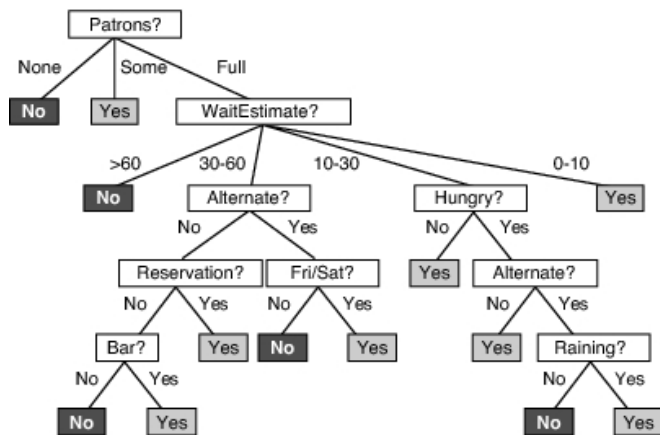 Patrons?
None Some Full
No Yes WaitEstimate?
>60 30-60 10-30 0-10
No Alternate? Hungry? Yes
No Yes No Yes
Reservation? Fri/Sat? Yes Alternate?
No Yes No Yes No Yes
Bar? Yes No Yes Yes Raining?
No Yes No Yes
No Yes No Yes